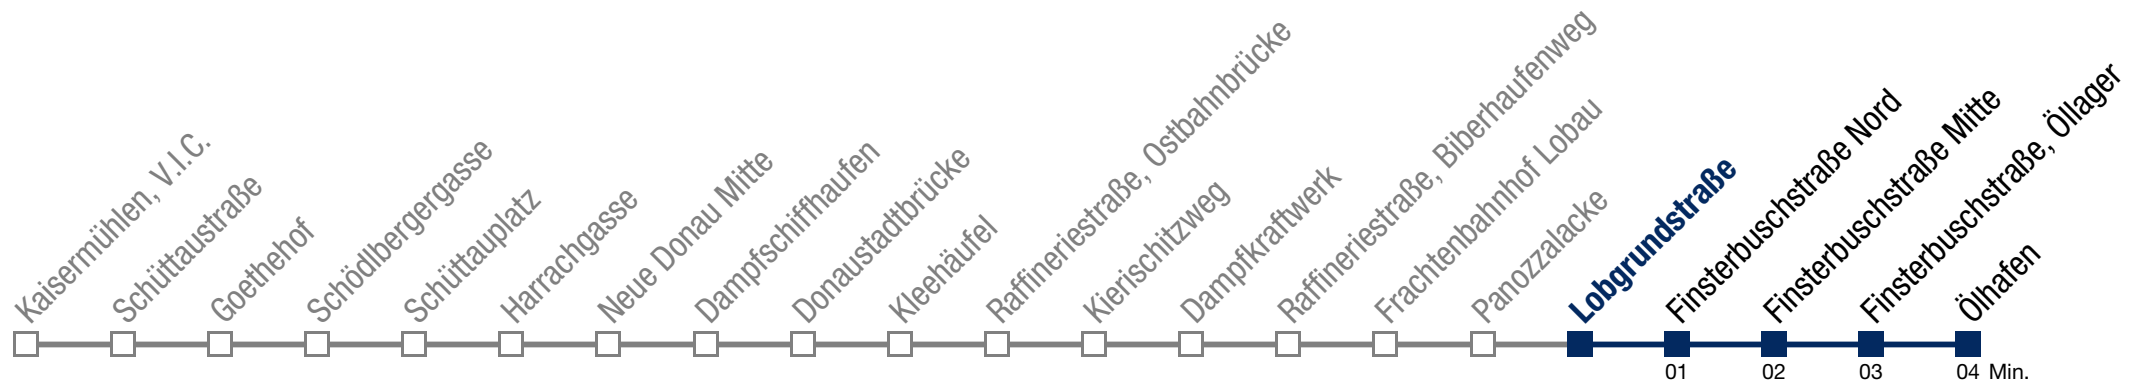 Kaisermühlen, V.I.C.
Schüttaustraße
Goethehof
Schödlbergergasse
Schüttauplatz
Harrachgasse
Neue Donau Mitte
Dampfschiffhaufen
Donaustadtbrücke
Kleehäufel
Raffineriestraße, Ostbahnbrücke
Kierischitzweg
Dampfkraftwerk
Raffineriestraße, Biberhaufenweg
Frachtenbahnhof Lobau
Panozzalacke
Lobgrundstraße
Finsterbuschstraße Nord
Finsterbuschstraße Mitte
Finsterbuschstraße, Öllager
Ölhafen
01 02 03 04 Min.